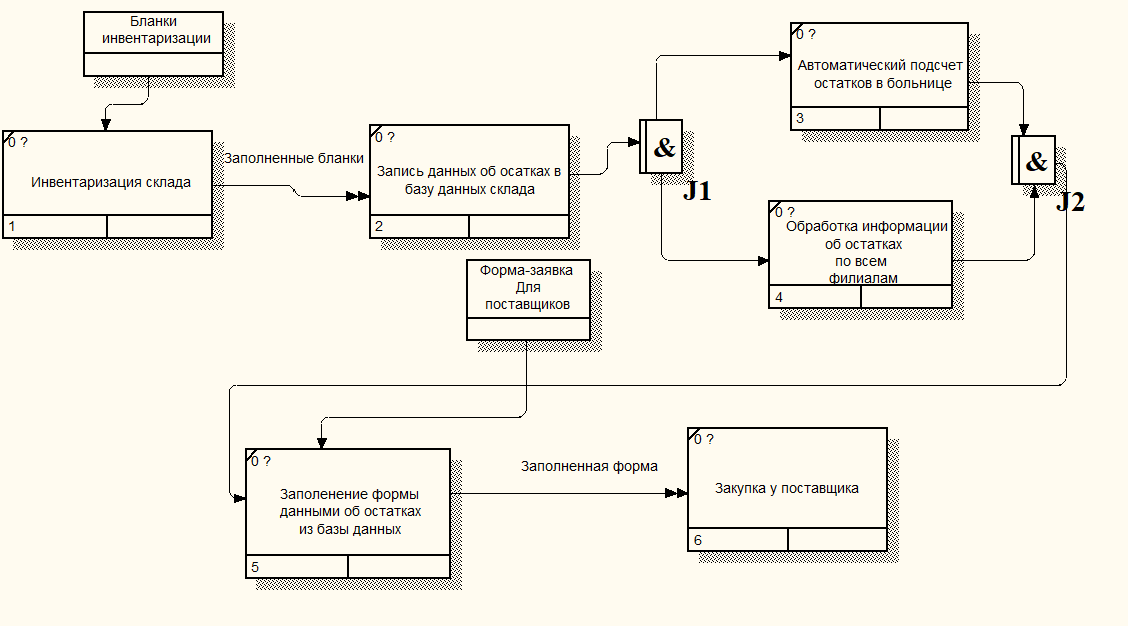 Бланки
инвентаризации
0 ?
Инвентаризация склада
1
Заполненные бланки
0 ?
Запись данных об осатках в
базу данных склада
2
&
J1
0 ?
Автоматический подсчет
остатков в больнице
3
0 ?
Обработка информации
об остатках
по всем
филиалам
4
&
J2
Форма-заявка
Для
поставщиков
0 ?
Заполенение формы
данными об остатках
из базы данных
5
Заполненная форма
0 ?
Закупка у поставщика
6